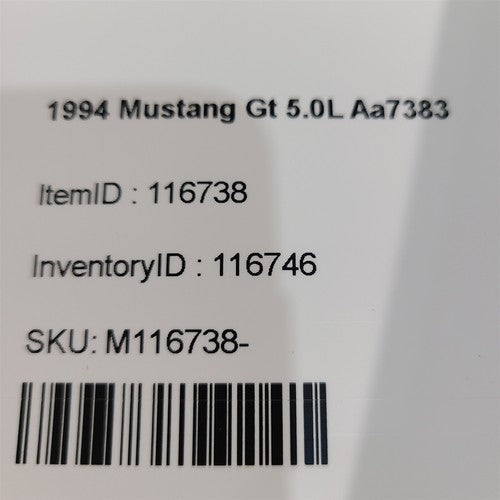 1994 Mustang Gt 5.0L Aa7383
ItemID : 116738
InventoryID : 116746
SKU: M116738-